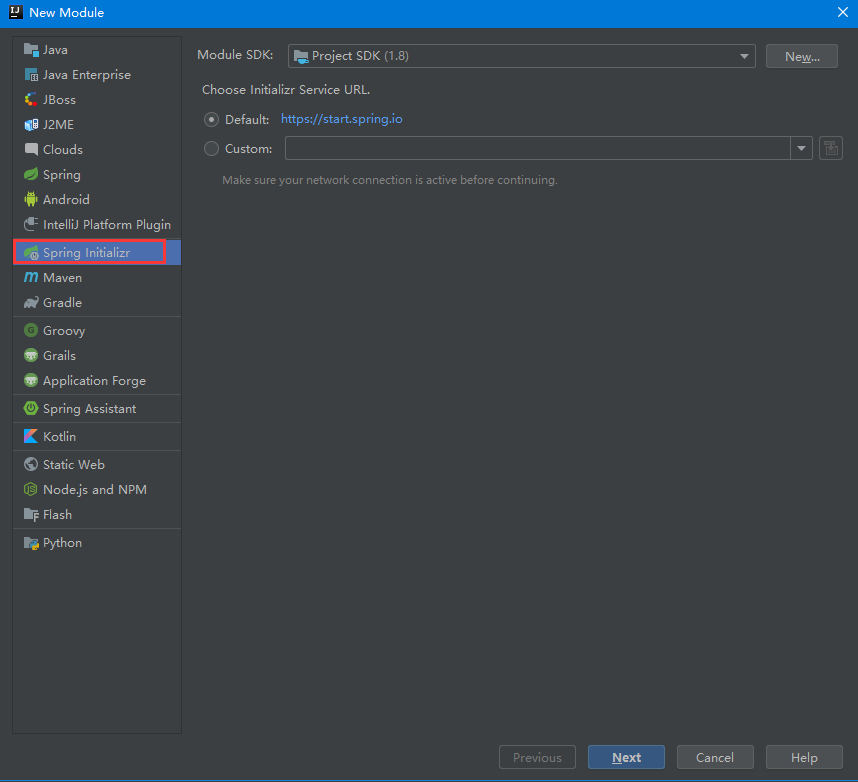 New Module
Java
Java Enterprise
JBoss
J2ME
Clouds
Spring
Android
IntelliJ Platform Plugin
Spring Initializr
Maven
Gradle
Groovy
Grails
Application Forge
Spring Assistant
Kotlin
Static Web
Node.js and NPM
Flash
Python
Module SDK: Project SDK (1.8) New...
Choose Initializr Service URL.
Default: https://start.spring.io
Custom:
Make sure your network connection is active before continuing.
Previous Next Cancel Help